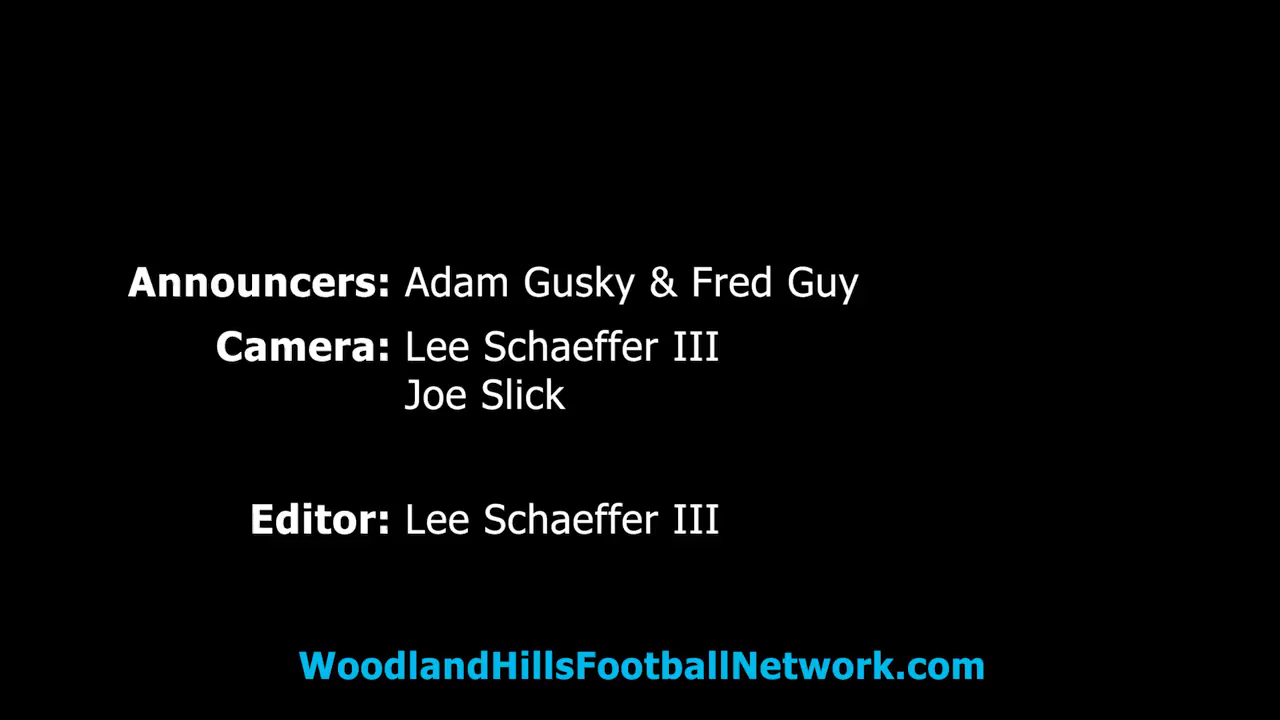 Announcers: Adam Gusky & Fred Guy
Camera: Lee Schaeffer III
Joe Slick
Editor: Lee Schaeffer III
WoodlandHillsFootballNetwork.com